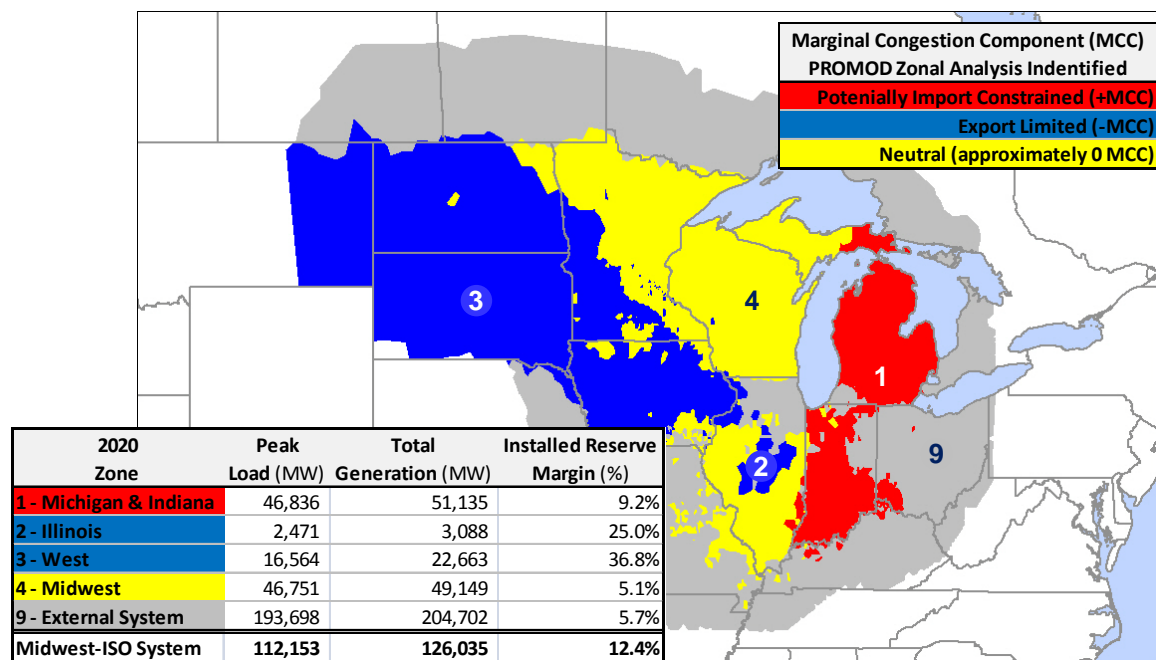 Marginal Congestion Component (MCC)
PROMOD Zonal Analysis Indentified
Potenially Import Constrained (+MCC)
Export Limited (-MCC)
Neutral (approximately 0 MCC)
3
4
1
2
9
2020 Peak Total Installed Reserve
Zone Load (MW) Generation (MW) Margin (%)
1 - Michigan & Indiana 46,836 51,135 9.2%
2 - Illinois 2,471 3,088 25.0%
3 - West 16,564 22,663 36.8%
4 - Midwest 46,751 49,149 5.1%
9 - External System 193,698 204,702 5.7%
Midwest-ISO System 112,153 126,035 12.4%